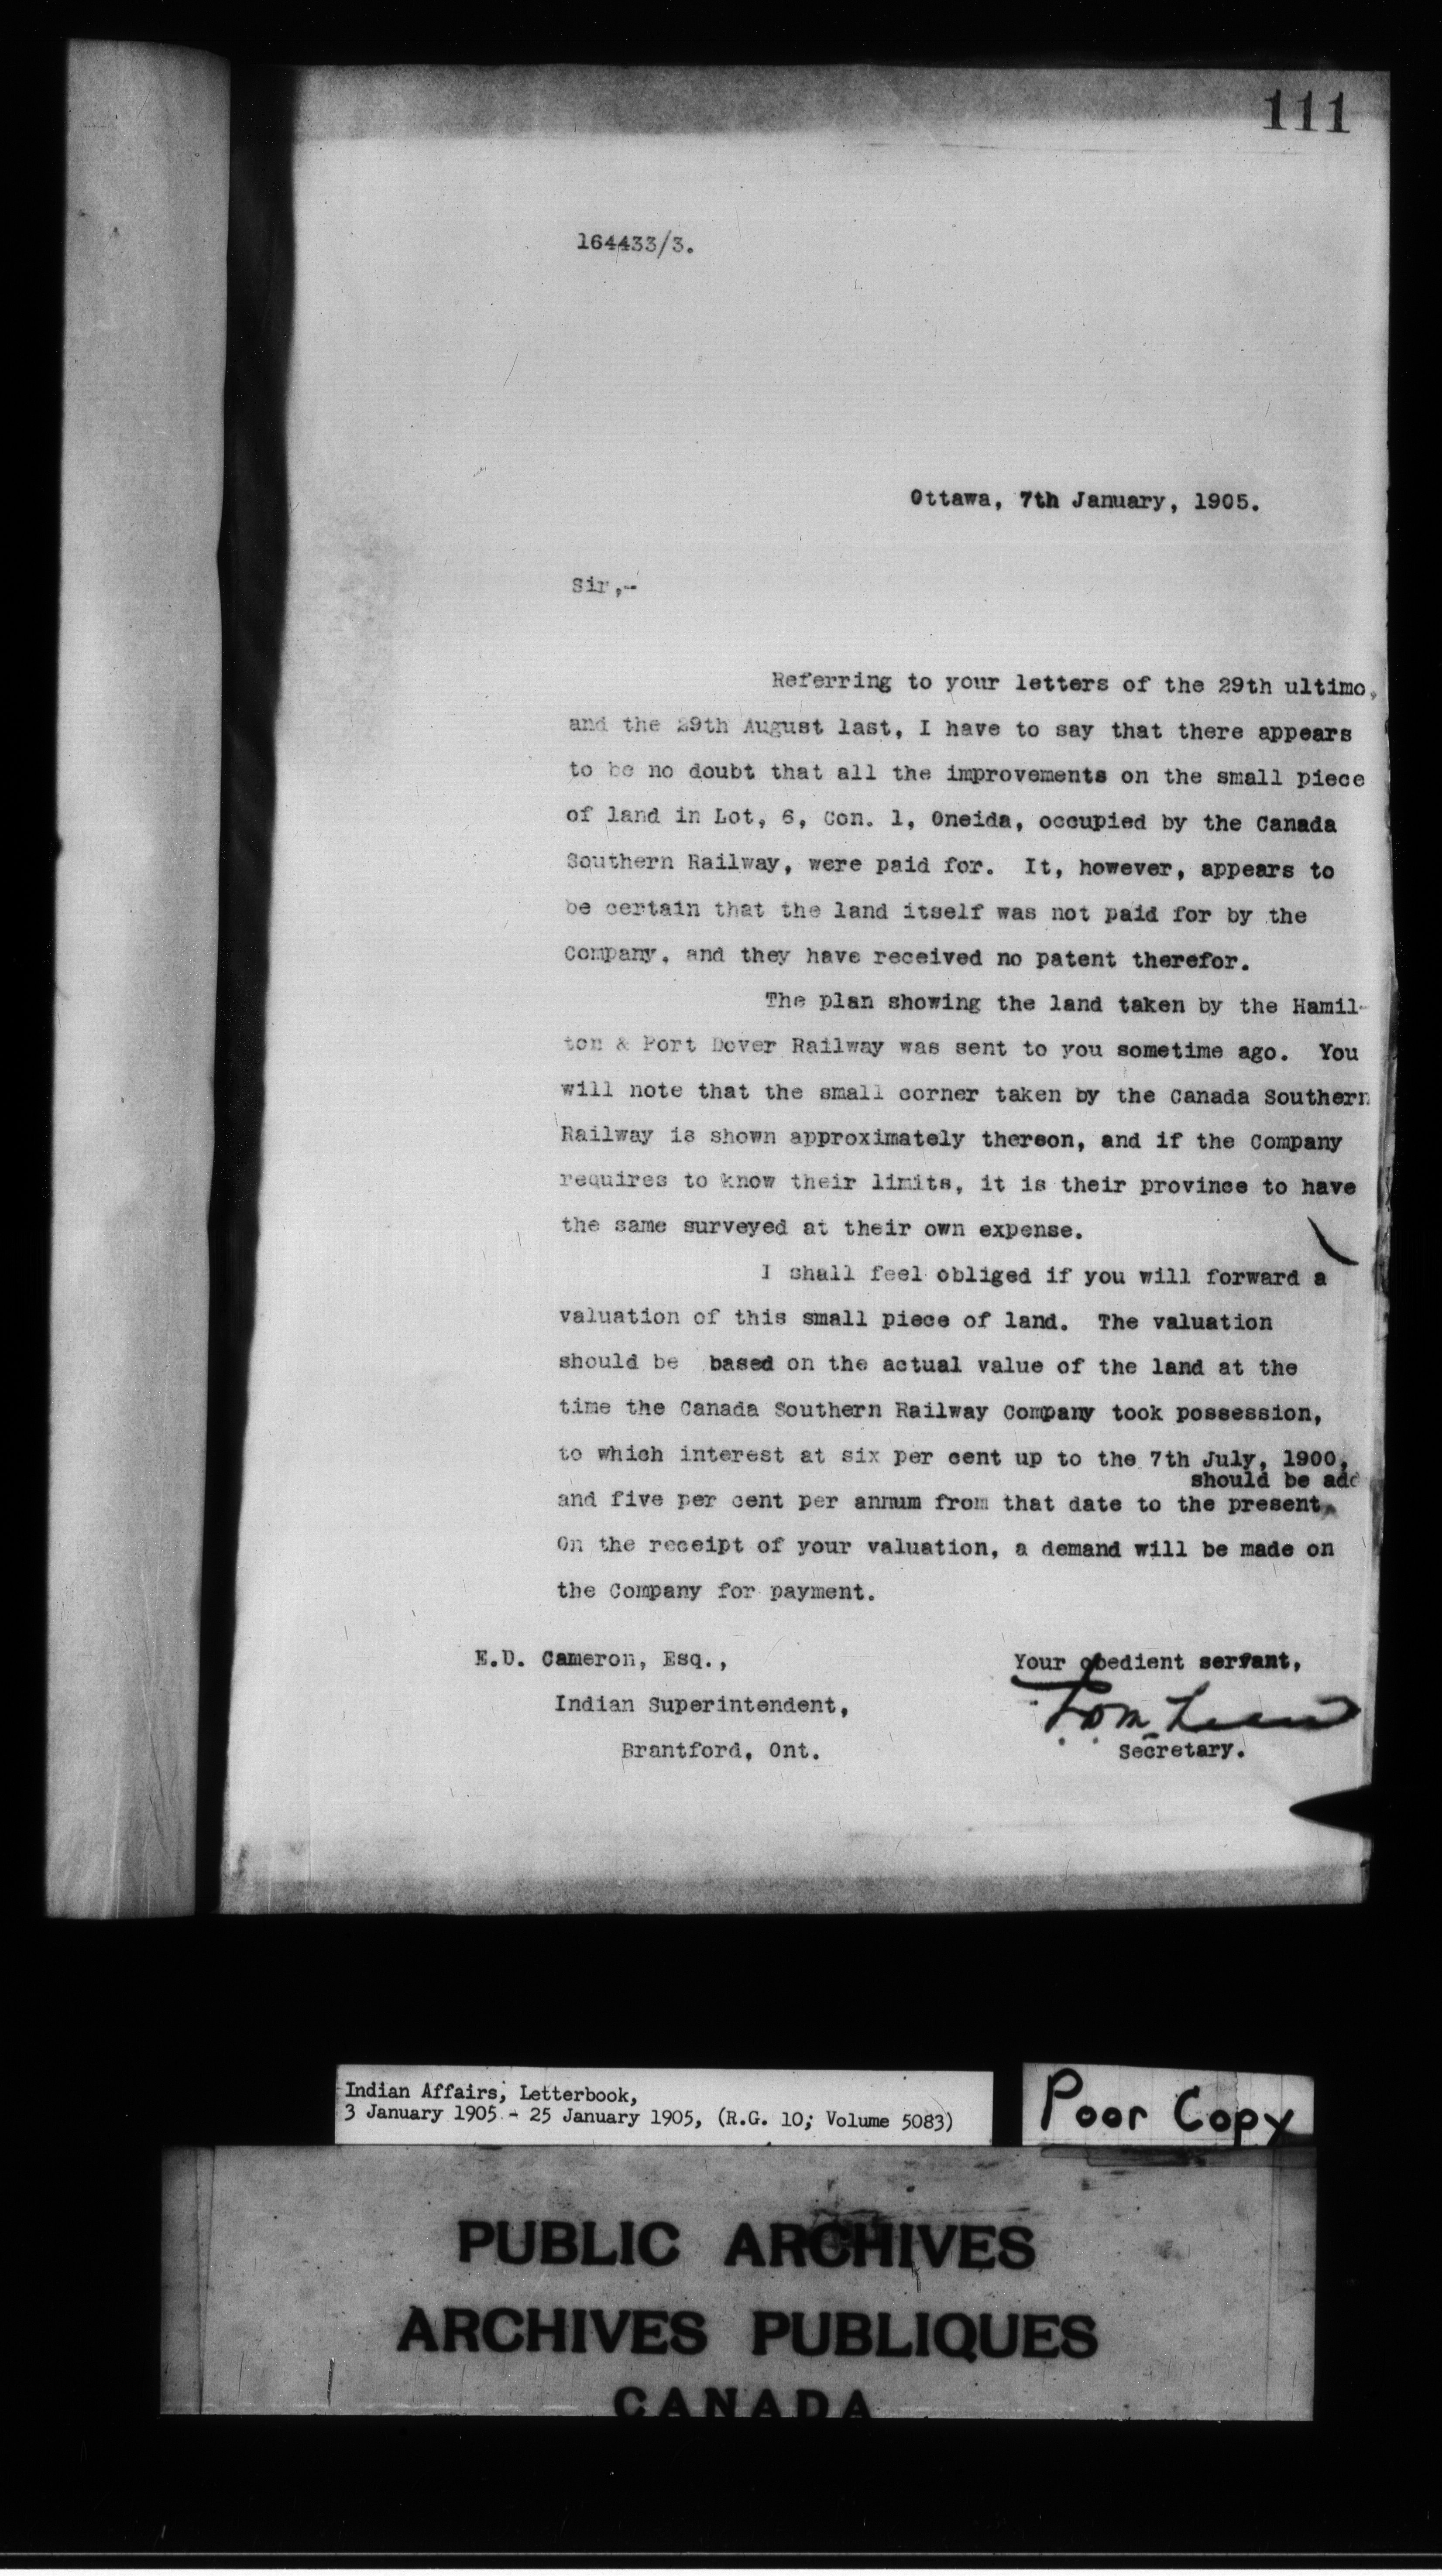 111
164433/3.
Ottawa, 7th January, 1905.
Sir,--
Referring to your letters of the 29th ultimo,
and the 29th August last, I have to say that there appears
to be no doubt that all the improvements on the small piece
of land in Lot, 6, Con. 1, Oneida, occupied by the Canada
Southern Railway, were paid for. It, however, appears to
be certain that the land itself was not paid for by the
Company, and they have received no patent therefor.
The plan showing the land taken by the Hamil-
ton & Port Dover Railway was sent to you sometime ago. You
will note that the small corner taken by the Canada Southern
Railway is shown approximately thereon, and if the Company
requires to know their limits, it is their province to have
the same surveyed at their own expense.
I shall feel obliged if you will forward a
valuation of this small piece of land. The valuation
should be based on the actual value of the land at the
time the Canada Southern Railway Company took possession,
to which interest at six per cent up to the 7th July, 1900,
should be add
and five per cent per annum from that date to the present
On the receipt of your valuation, a demand will be made on
the Company for payment.
E.D. Cameron, Esq.,
Your obedient servant,
Indian Superintendent,
Brantford, Ont.
Secretary.
Indian Affairs, Letterbook,
3 January 1905 - 25 January 1905, (R.G. 10; Volume 5083)
Poor Copy
PUBLIC ARCHIVES
ARCHIVES PUBLIQUES
CANADA